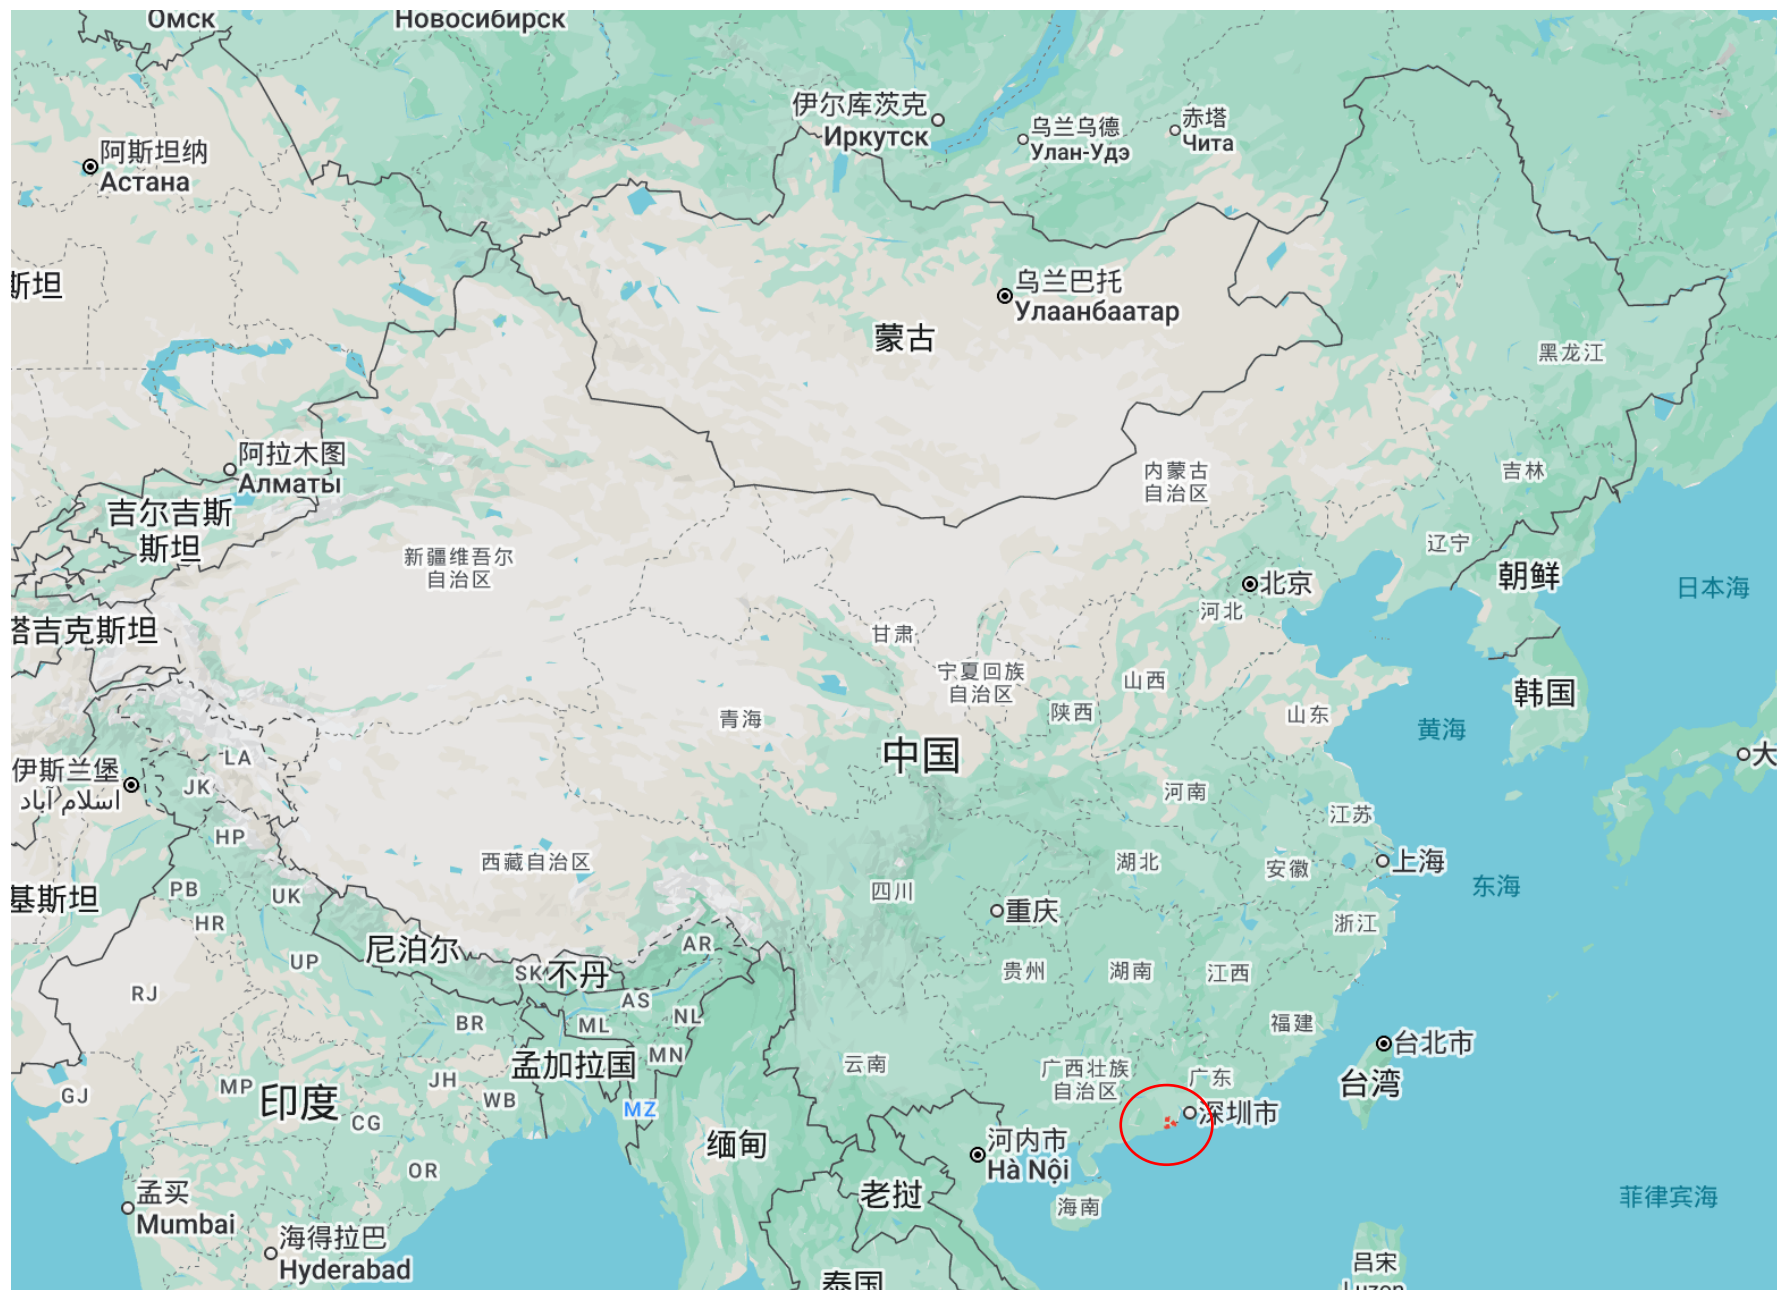 Омск
Новосибирск
伊尔库茨克
Иркутск
乌兰乌德
Улан-Удэ
赤塔
Чита
阿斯坦纳
Астана
斯坦
乌兰巴托
Улаанбаатар
蒙古
黑龙江
阿拉木图
Алматы
内蒙古
自治区
吉林
吉尔吉斯
斯坦
新疆维吾尔
自治区
辽宁
北京
朝鲜
日本海
河北
塔吉克斯坦
甘肃
宁夏回族
自治区
山西
韩国
青海
陕西
山东
黄海
中国
LA
伊斯兰堡
اسلام آباد
JK
大
河南
江苏
HP
西藏自治区
湖北
安徽
上海
四川
东海
基斯坦
PB
UK
HR
重庆
浙江
尼泊尔
AR
UP
SK
不丹
贵州
湖南
江西
RJ
AS
BR
ML
NL
福建
台北市
孟加拉国
MN
云南
广西壮族
自治区
广东
台湾
GJ
MP
印度
JH
WB
CG
MZ
深圳市
缅甸
河内市
Hà Nội
OR
孟买
Mumbai
老挝
海南
菲律宾海
海得拉巴
Hyderabad
吕宋
Luzon
泰国